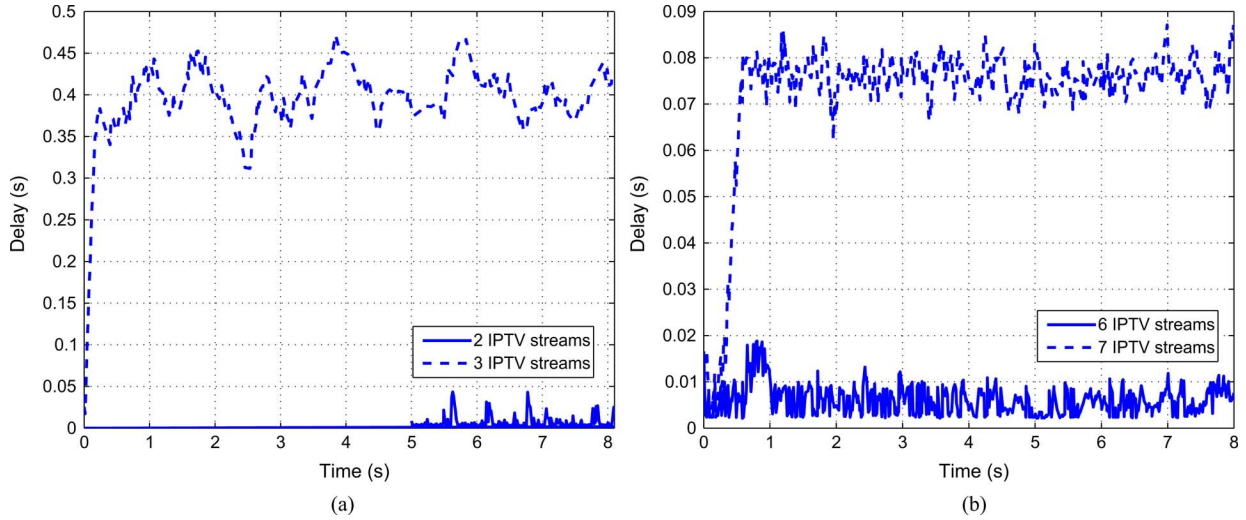 0.5
0.45
0.4
0.35
0.3
0.25
0.2
0.15
0.1
0.05
0
Delay (s)
2 IPTV streams
3 IPTV streams
0 1 2 3 4 5 6 7 8
Time (s)
(a)
0.09
0.08
0.07
0.06
0.05
0.04
0.03
0.02
0.01
0
Delay (s)
6 IPTV streams
7 IPTV streams
0 1 2 3 4 5 6 7 8
Time (s)
(b)